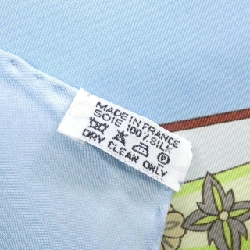 MADE IN FRANCE
SOIE 100% SILK
P
DRY CLEAN ONLY